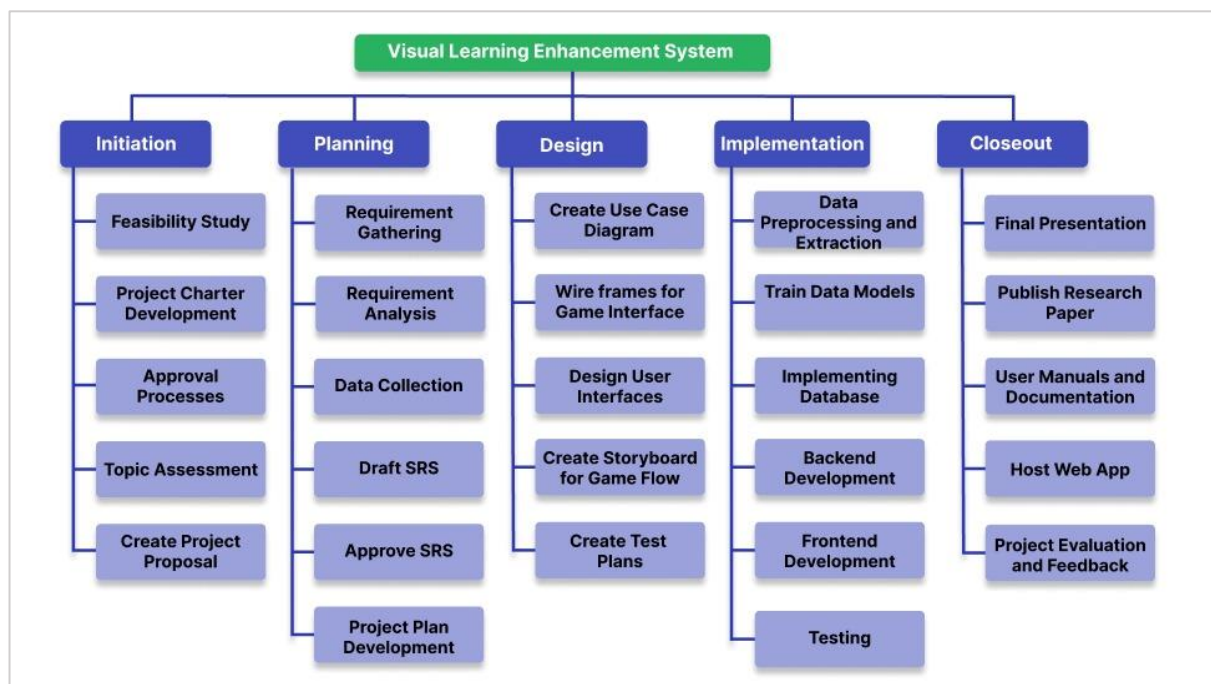 Visual Learning Enhancement System
Initiation
Planning
Design
Implementation
Closeout
Feasibility Study
Project Charter
Development
Approval
Processes
Topic Assessment
Create Project
Proposal
Requirement
Gathering
Requirement
Analysis
Data Collection
Draft SRS
Approve SRS
Project Plan
Development
Create Use Case
Diagram
Wire frames for
Game Interface
Design User
Interfaces
Create Storyboard
for Game Flow
Create Test
Plans
Data
Preprocessing and
Extraction
Train Data Models
Implementing
Database
Backend
Development
Frontend
Development
Testing
Final Presentation
Publish Research
Paper
User Manuals and
Documentation
Host Web App
Project Evaluation
and Feedback